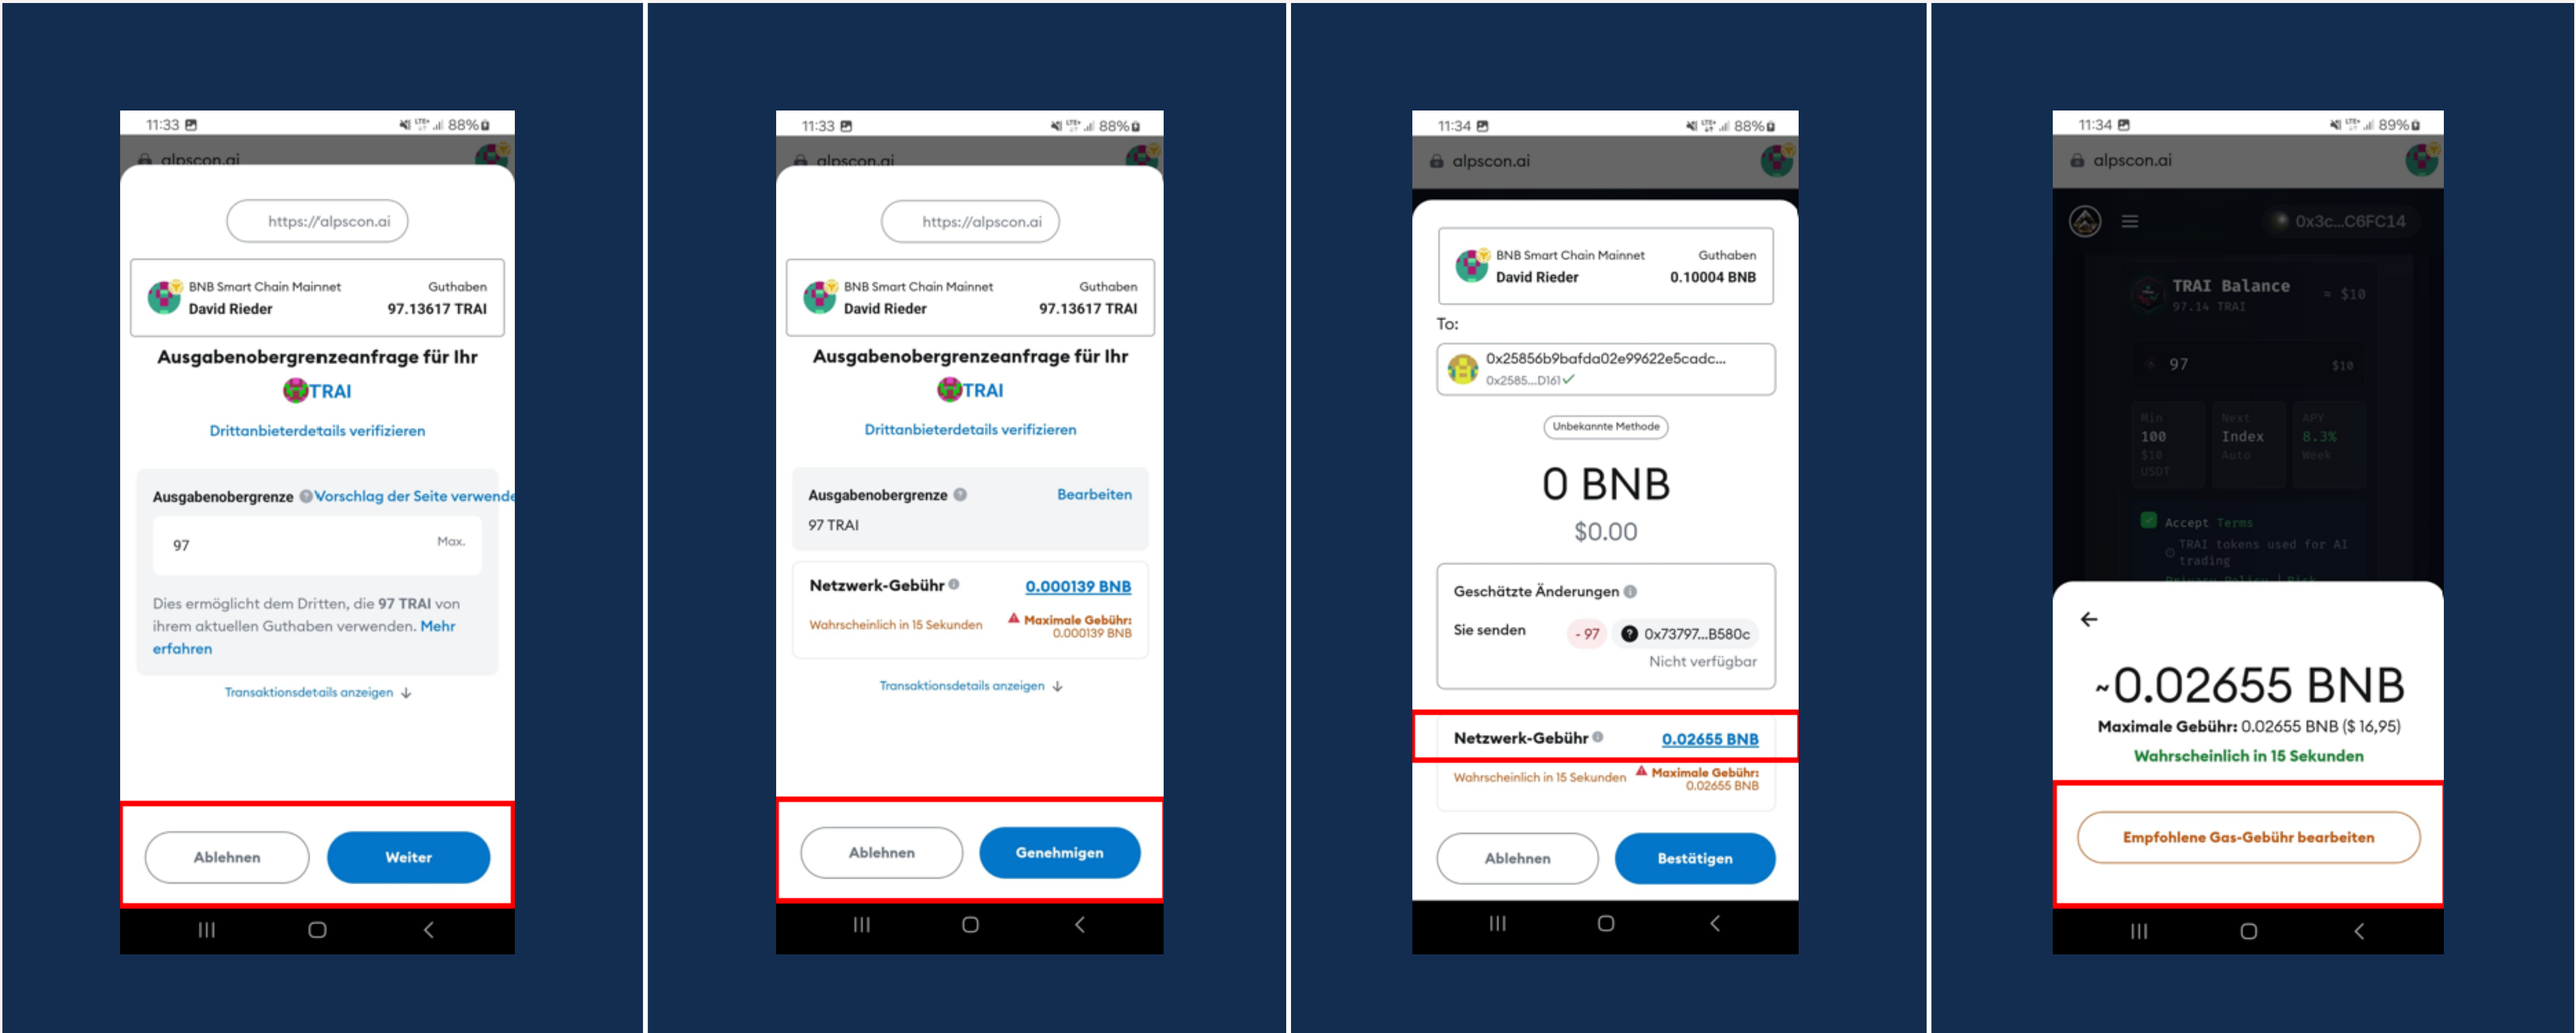 11:33
88%
alpscon.ai
https://alpscon.ai
BNB Smart Chain Mainnet
Guthaben
David Rieder
97.13617 TRAI
Ausgabenobergrenzeanfrage für Ihr
TRAI
Drittanbieterdetails verifizieren
Ausgabenobergrenze
Vorschlag der Seite verwende
97
Max.
Dies ermöglicht dem Dritten, die 97 TRAI von
ihrem aktuellen Guthaben verwenden. Mehr
erfahren
Transaktionsdetails anzeigen
Ablehnen
Weiter
11:33
88%
alpscon.ai
https://alpscon.ai
BNB Smart Chain Mainnet
Guthaben
David Rieder
97.13617 TRAI
Ausgabenobergrenzeanfrage für Ihr
TRAI
Drittanbieterdetails verifizieren
Ausgabenobergrenze
Bearbeiten
97 TRAI
Netzwerk-Gebühr
0.000139 BNB
Wahrscheinlich in 15 Sekunden
Maximale Gebühr:
0.000139 BNB
Transaktionsdetails anzeigen
Ablehnen
Genehmigen
11:34
88%
alpscon.ai
BNB Smart Chain Mainnet
Guthaben
David Rieder
0.10004 BNB
To:
0x25856b9bafda02e99622e5cadc...
0x2585...D161
Unbekannte Methode
0 BNB
$0.00
Geschätzte Änderungen
Sie senden
- 97
0x73797...B580c
Nicht verfügbar
Netzwerk-Gebühr
0.02655 BNB
Wahrscheinlich in 15 Sekunden
Maximale Gebühr:
0.02655 BNB
Ablehnen
Bestätigen
11:34
89%
alpscon.ai
0x3c...C6FC14
TRAI Balance
≈ $10
97.14 TRAI
97
$10
Min
Next
APY
100
Index
8.3%
$10
Auto
Week
USDT
Accept Terms
TRAI tokens used for AI
trading
~0.02655 BNB
Maximale Gebühr: 0.02655 BNB ($ 16,95)
Wahrscheinlich in 15 Sekunden
Empfohlene Gas-Gebühr bearbeiten